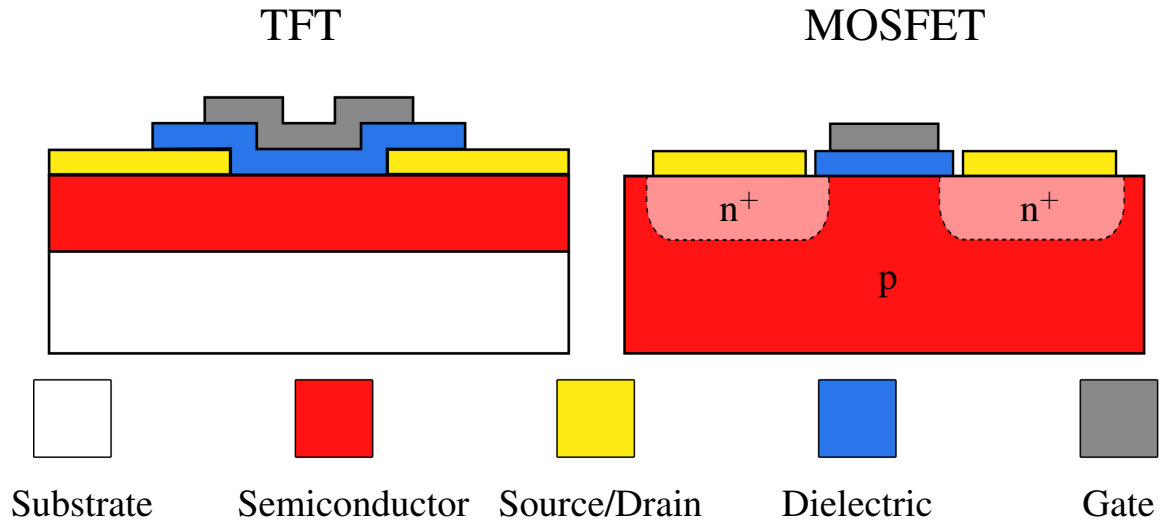 TFT
MOSFET
n⁺
n⁺
p
Substrate
Semiconductor
Source/Drain
Dielectric
Gate